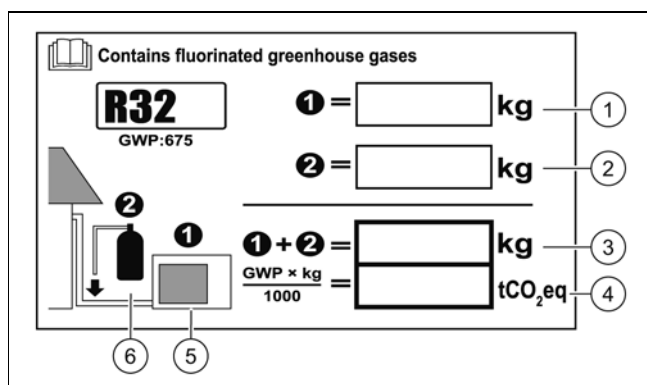 Contains fluorinated greenhouse gases
R32
GWP:675
❶ = kg 1
❷ = kg 2
❶+❷ = kg 3
GWP × kg
1000
= tCO₂eq 4
❷
❶
6 5